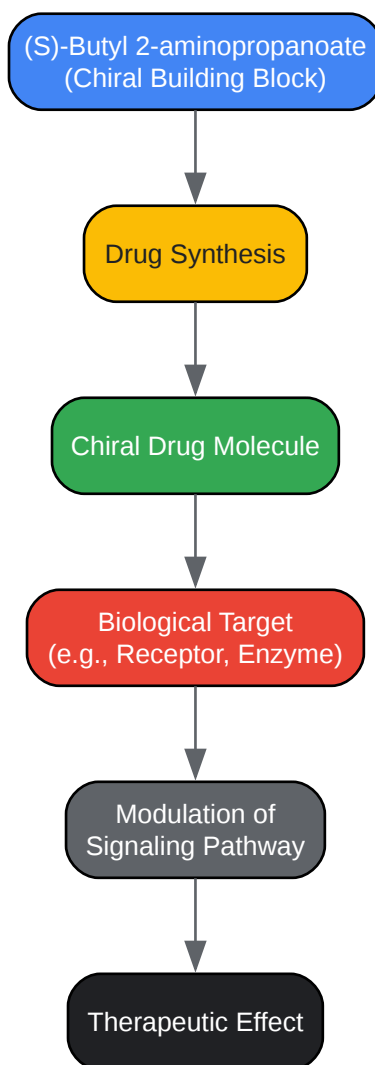 (S)-Butyl 2-aminopropanoate
(Chiral Building Block)
Drug Synthesis
Chiral Drug Molecule
Biological Target
(e.g., Receptor, Enzyme)
Modulation of
Signaling Pathway
Therapeutic Effect